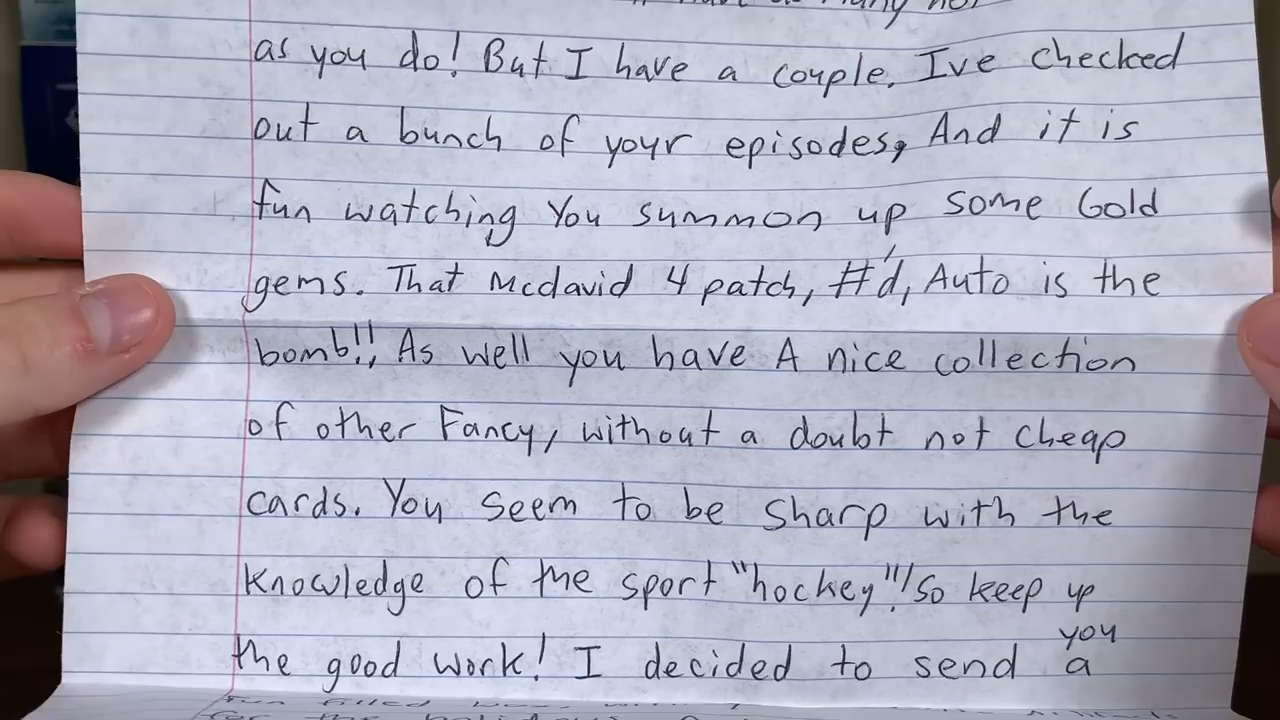 many
as you do! But I have a couple. Ive checked
out a bunch of your episodes, And it is
fun watching You summon up some Gold
gems. That Mcdavid 4 patch, #'d, Auto is the
bomb!!, As well you have A nice collection
of other Fancy, without a doubt not cheap
cards. You seem to be sharp with the
Knowledge of the sport "hockey"! So keep up
you
the good work! I decided to send a